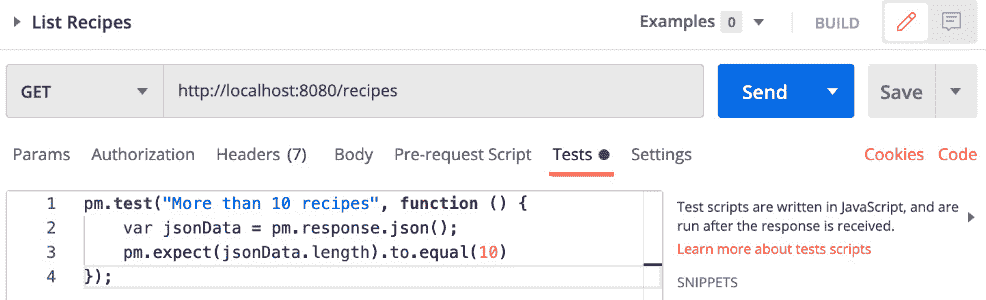 List Recipes
Examples 0
BUILD
GET
http://localhost:8080/recipes
Send
Save
Params Authorization Headers (7) Body Pre-request Script Tests Settings Cookies Code
1 pm.test("More than 10 recipes", function () {
2 var jsonData = pm.response.json();
3 pm.expect(jsonData.length).to.equal(10)
4 });
Test scripts are written in JavaScript, and are
run after the response is received.
Learn more about tests scripts
SNIPPETS